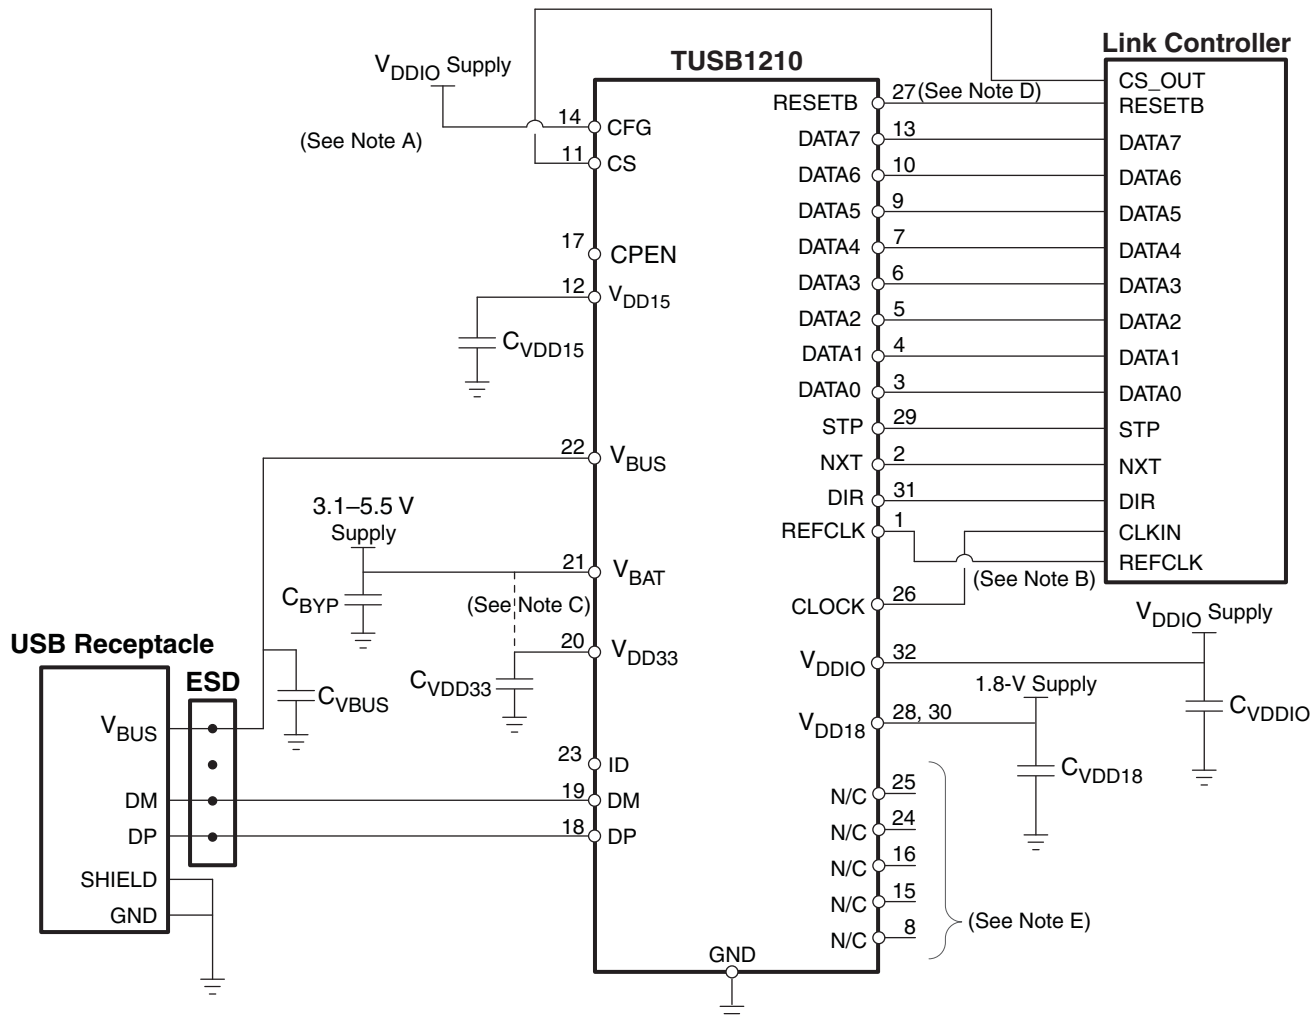 Link Controller
TUSB1210
VDDIO Supply
CS_OUT
RESETB
27
(See Note D)
RESETB
14
CFG
(See Note A)
DATA7
13
DATA7
11
CS
DATA6
10
DATA6
DATA5
9
DATA5
17
CPEN
DATA4
7
DATA4
12
VDD15
DATA3
6
DATA3
CVDD15
DATA2
5
DATA2
DATA1
4
DATA1
DATA0
3
DATA0
STP
29
STP
22
VBUS
NXT
2
NXT
3.1–5.5 V
Supply
DIR
31
DIR
REFCLK
1
CLKIN
21
VBAT
REFCLK
(See Note B)
CBYP
(See Note C)
CLOCK
26
VDDIO Supply
USB Receptacle
20
VDD33
VDDIO
32
ESD
CVDD33
1.8-V Supply
CVBUS
CVDDIO
VBUS
VDD18
28, 30
23
ID
CVDD18
DM
19
DM
N/C
25
DP
18
DP
N/C
24
SHIELD
N/C
16
GND
N/C
15
(See Note E)
N/C
8
GND